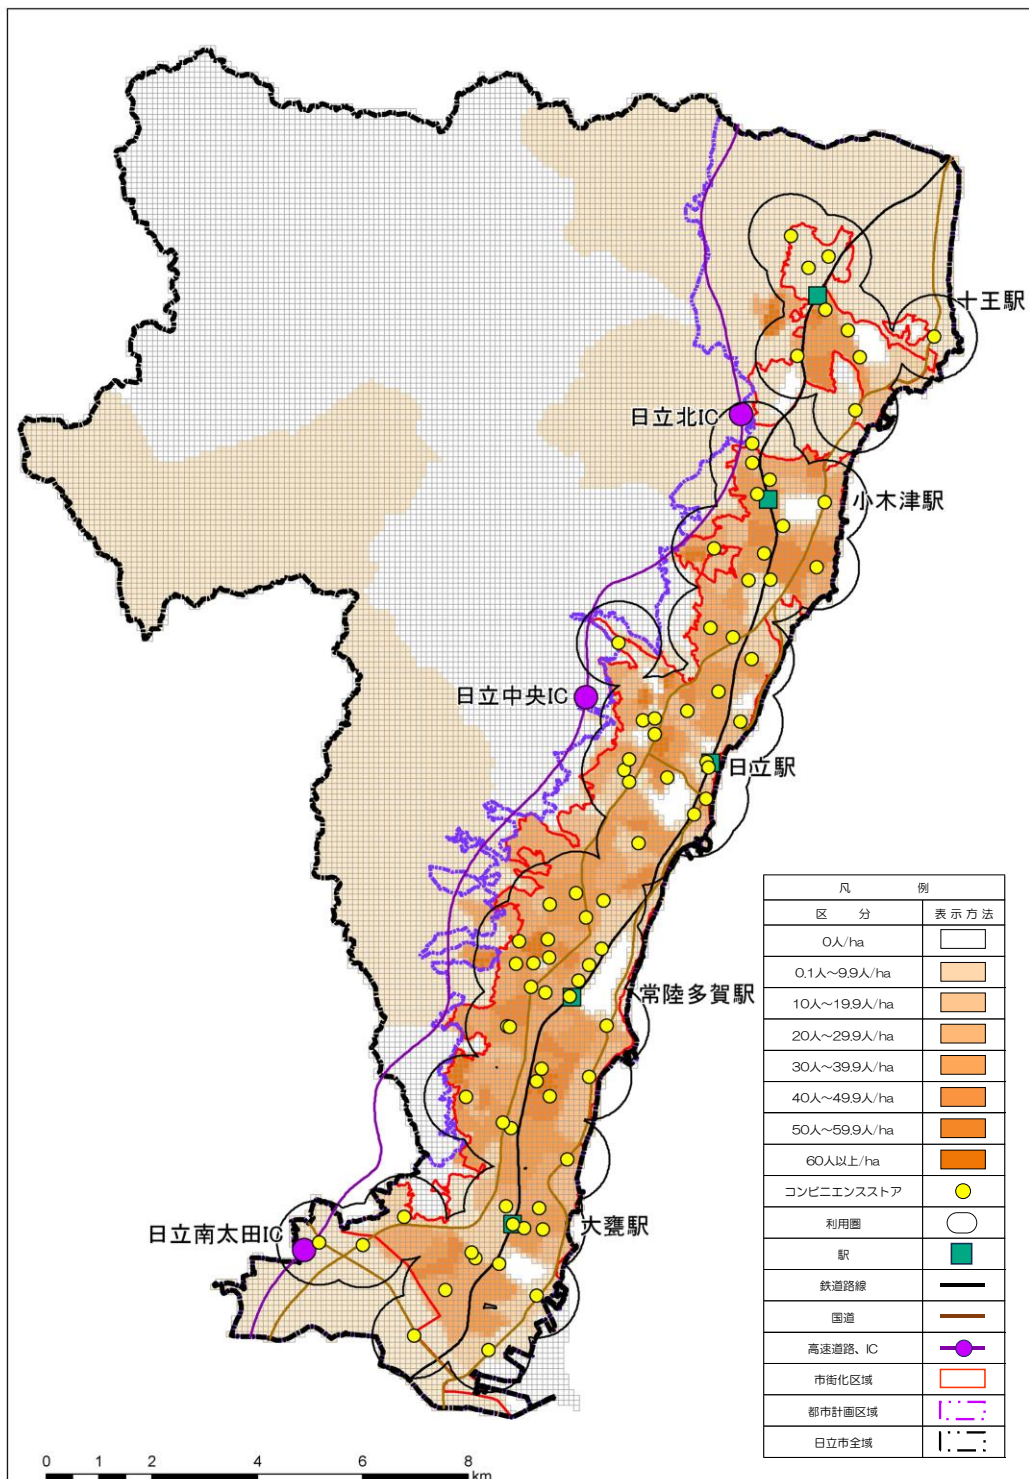 十王駅
日立北IC
小木津駅
日立中央IC
日立駅
常陸多賀駅
大甕駅
日立南太田IC
凡 例
区 分 表示方法
0人/ha
0.1人~9.9人/ha
10人~19.9人/ha
20人~29.9人/ha
30人~39.9人/ha
40人~49.9人/ha
50人~59.9人/ha
60人以上/ha
コンビニエンスストア
利用圏
駅
鉄道路線
国道
高速道路、IC
市街化区域
都市計画区域
日立市全域
0 2 4 6 8
km